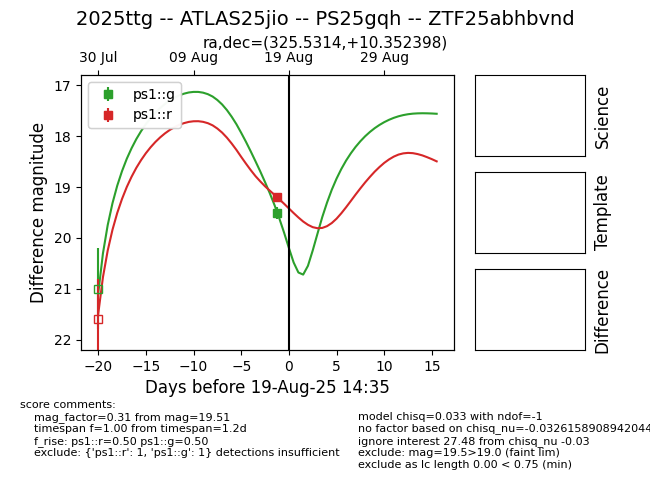 2025ttg -- ATLAS25jio -- PS25gqh -- ZTF25abhbvnd
ra,dec=(325.5314,+10.352398)
30 Jul 09 Aug 19 Aug 29 Aug
ps1::g
ps1::r
17
18
19
20
21
22
Difference magnitude
−20 −15 −10 −5 0 5 10 15
Days before 19-Aug-25 14:35
Science
Template
Difference
score comments:
mag_factor=0.31 from mag=19.51
timespan f=1.00 from timespan=1.2d
f_rise: ps1::r=0.50 ps1::g=0.50
exclude: {'ps1::r': 1, 'ps1::g': 1} detections insufficient
model chisq=0.033 with ndof=-1
no factor based on chisq_nu=-0.0326158908942044
ignore interest 27.48 from chisq_nu -0.03
exclude: mag=19.5>19.0 (faint lim)
exclude as lc length 0.00 < 0.75 (min)